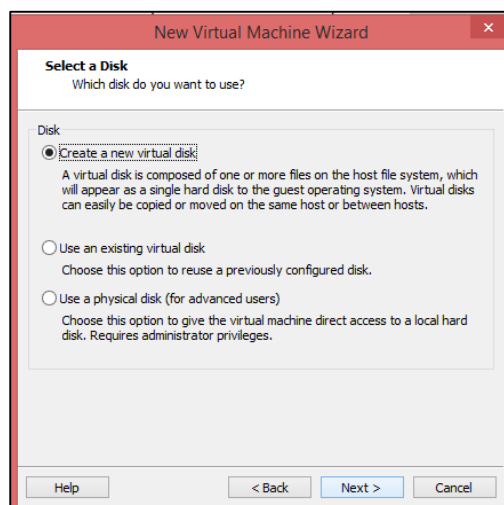 New Virtual Machine Wizard
Select a Disk
Which disk do you want to use?
Disk
Create a new virtual disk
A virtual disk is composed of one or more files on the host file system, which
will appear as a single hard disk to the guest operating system. Virtual disks
can easily be copied or moved on the same host or between hosts.
Use an existing virtual disk
Choose this option to reuse a previously configured disk.
Use a physical disk (for advanced users)
Choose this option to give the virtual machine direct access to a local hard
disk. Requires administrator privileges.
Help < Back Next > Cancel